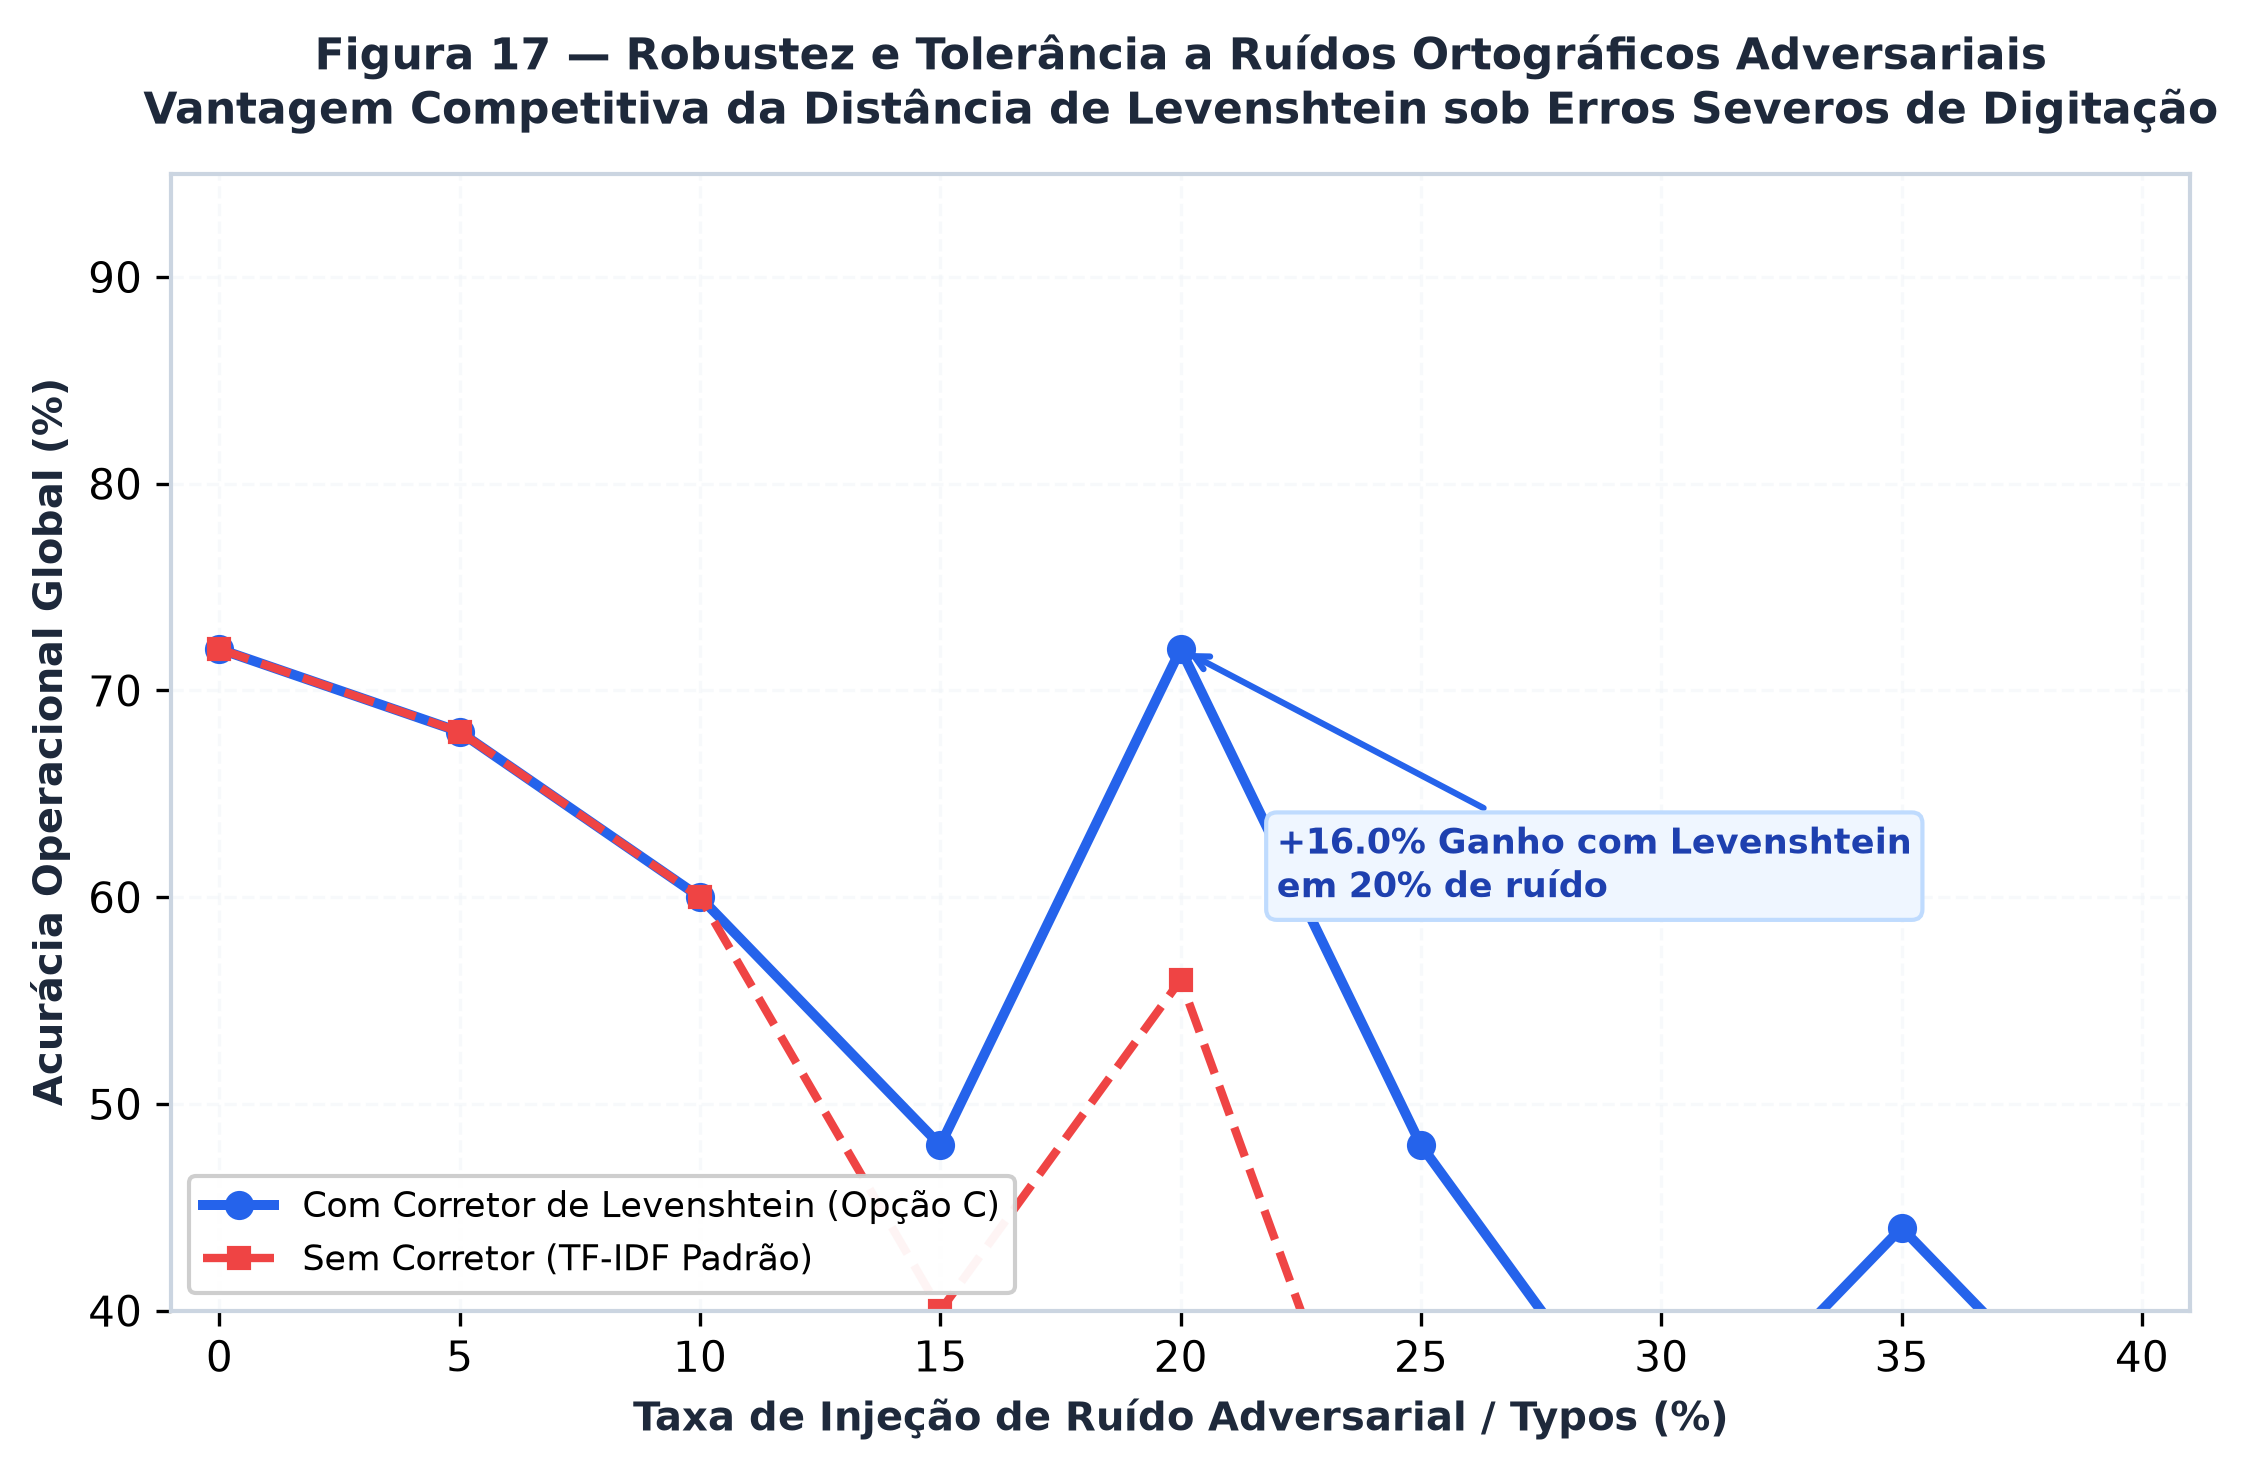 Figura 17 — Robustez e Tolerância a Ruídos Ortográficos Adversariais
Vantagem Competitiva da Distância de Levenshtein sob Erros Severos de Digitação
Acurácia Operacional Global (%)
90
80
70
60
50
40
+16.0% Ganho com Levenshtein
em 20% de ruído
Com Corretor de Levenshtein (Opção C)
Sem Corretor (TF-IDF Padrão)
0 5 10 15 20 25 30 35 40
Taxa de Injeção de Ruído Adversarial / Typos (%)